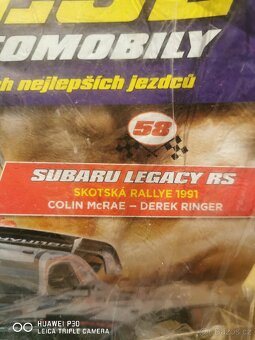 OMOBILY
ch nejlepších jezdců
58
SUBARU LEGACY RS
SKOTSKÁ RALLYE 1991
COLIN McRAE – DEREK RINGER
HUAWEI P30
LEICA TRIPLE CAMERA